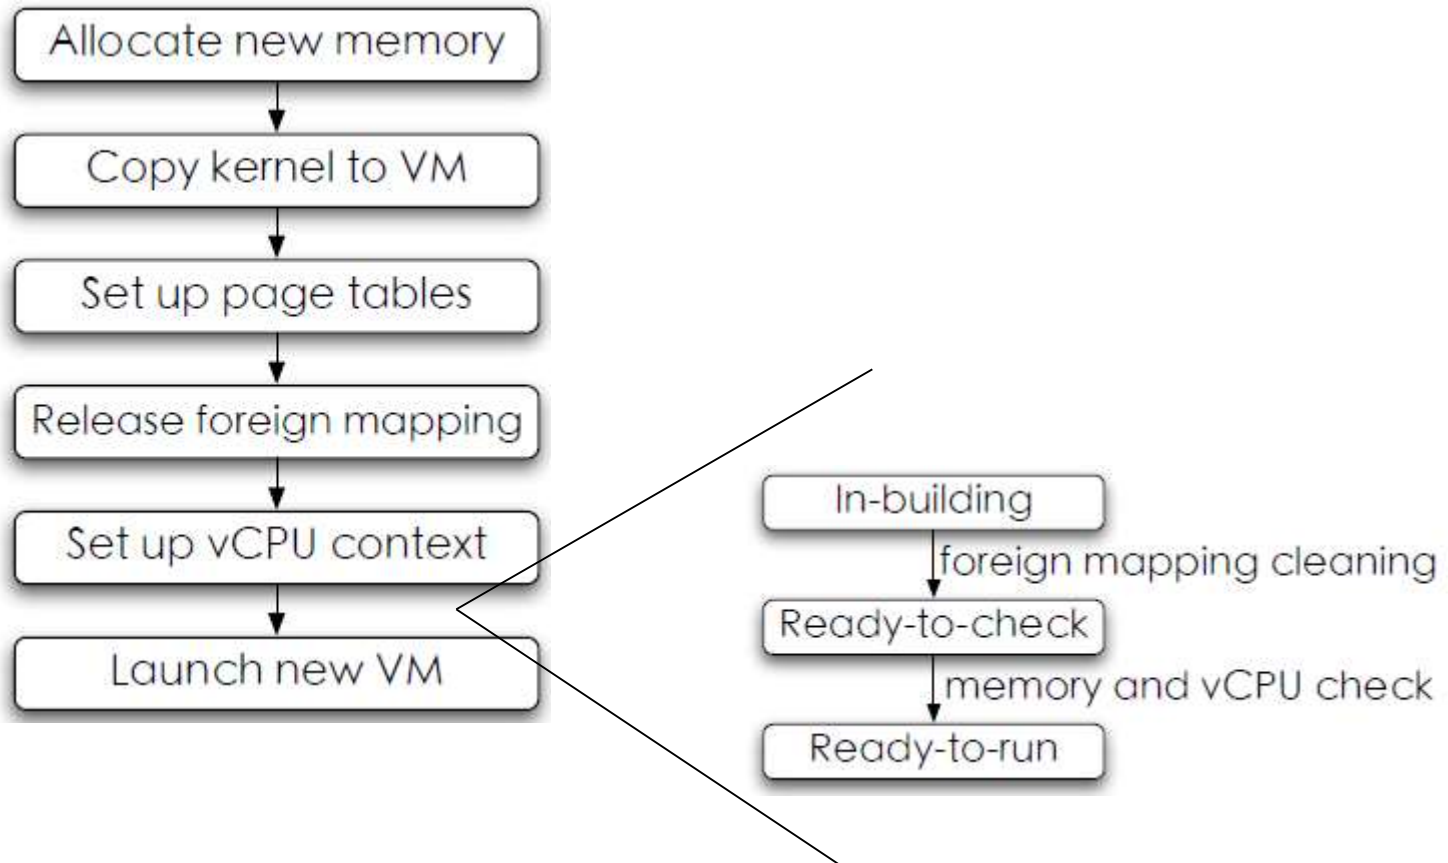 Allocate new memory
Copy kernel to VM
Set up page tables
Release foreign mapping
Set up vCPU context
Launch new VM
In-building
foreign mapping cleaning
Ready-to-check
memory and vCPU check
Ready-to-run